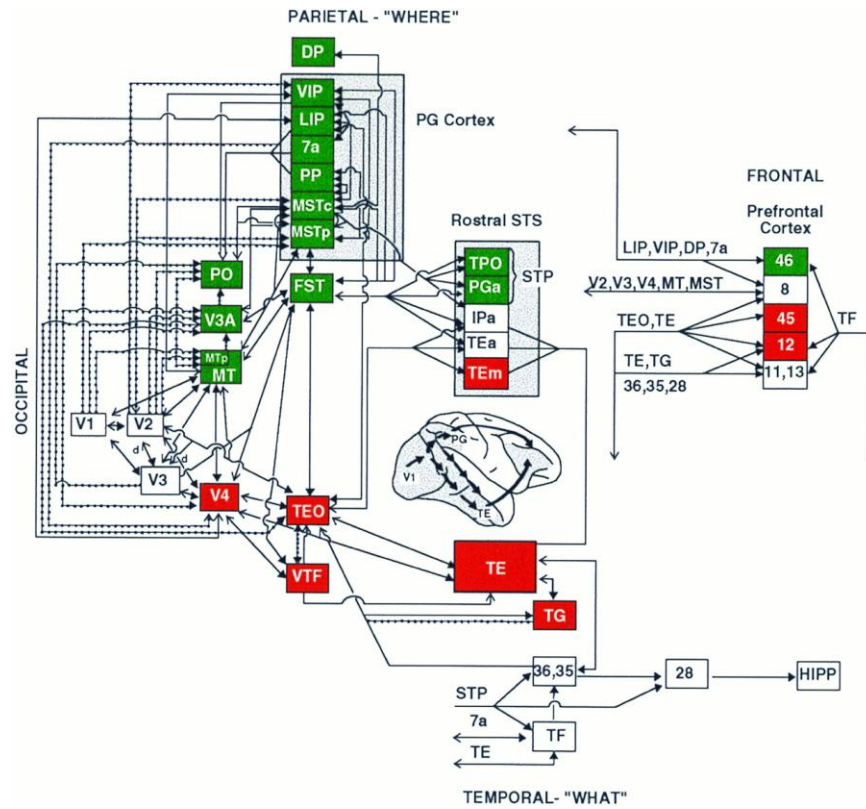 PARIETAL - "WHERE"
DP
VIP
LIP
7a
PP
MSTc
MSTp
PG Cortex
FRONTAL
Prefrontal
Cortex
LIP,VIP,DP,7a
46
8
V2,V3,V4,MT,MST
45
TEO,TE
12
TF
TE,TG
11,13
36,35,28
Rostral STS
TPO
PGa
STP
IPa
TEa
TEm
PO
FST
V3A
MTp
MT
OCCIPITAL
V1
V2
d
d
V3
V4
TEO
VTF
PG
V1
TE
TE
TG
36,35
28
HIPP
STP
7a
TF
TE
TEMPORAL- "WHAT"